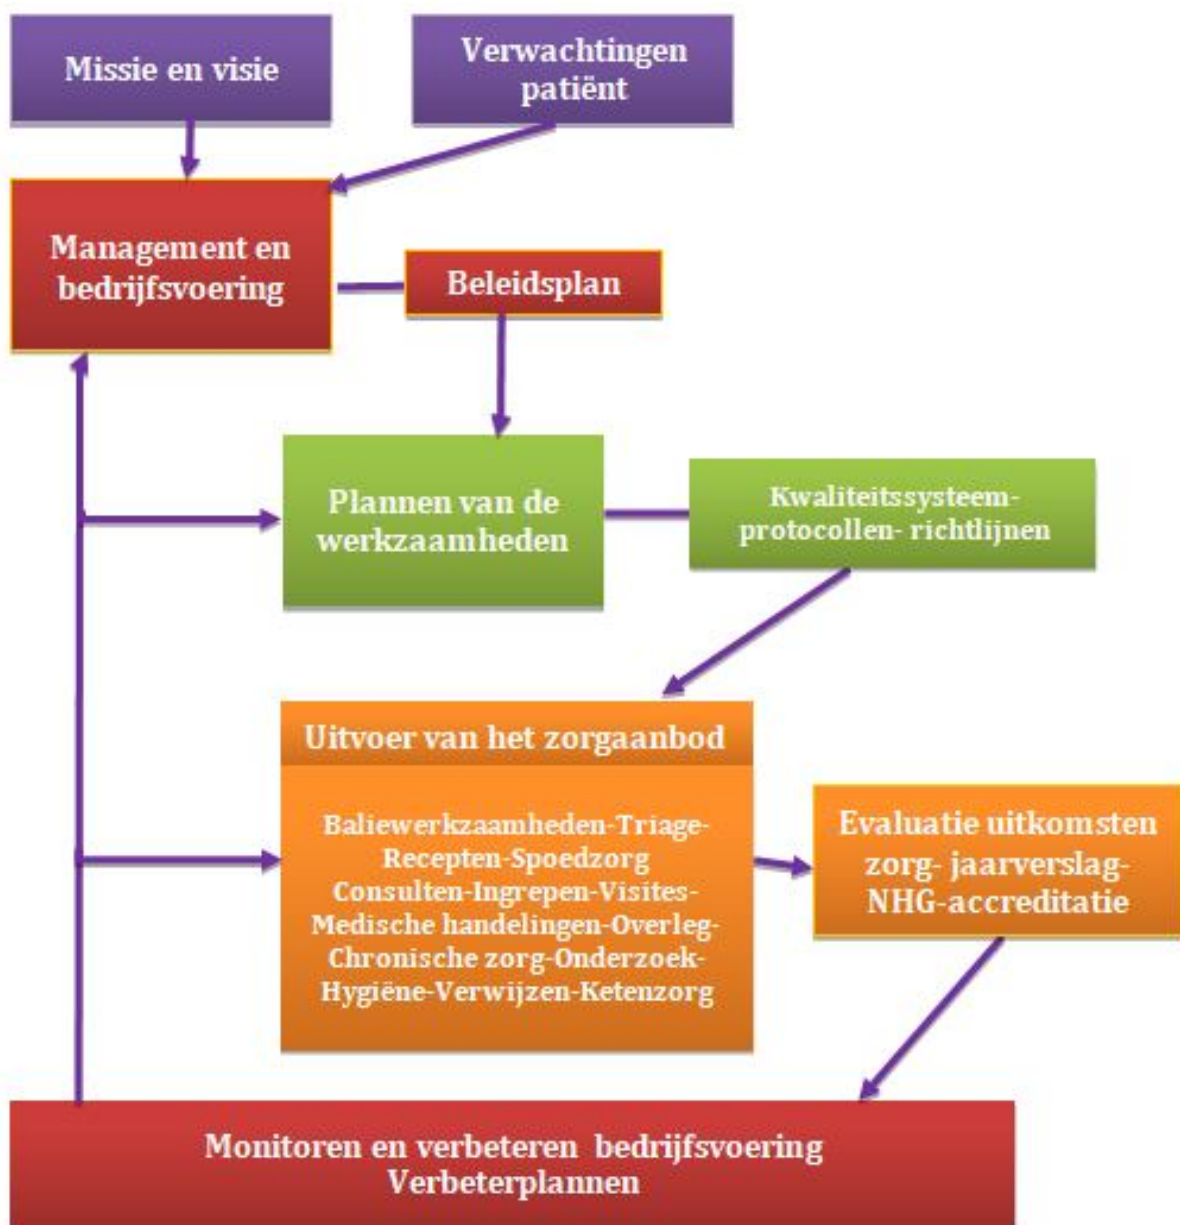 Missie en visie
Verwachtingen
patiënt
Management en
bedrijfsvoering
Beleidsplan
Plannen van de
werkzaamheden
Kwaliteitssysteem-
protocollen- richtlijnen
Uitvoer van het zorgaanbod
Baliewerkzaamheden-Triage-
Recepten-Spoedzorg
Consulten-Ingrepen-Visites-
Medische handelingen-Overleg-
Chronische zorg-Onderzoek-
Hygiëne-Verwijzen-Ketenzorg
Evaluatie uitkomsten
zorg- jaarverslag-
NHG-accreditatie
Monitoren en verbeteren bedrijfsvoering
Verbeterplannen